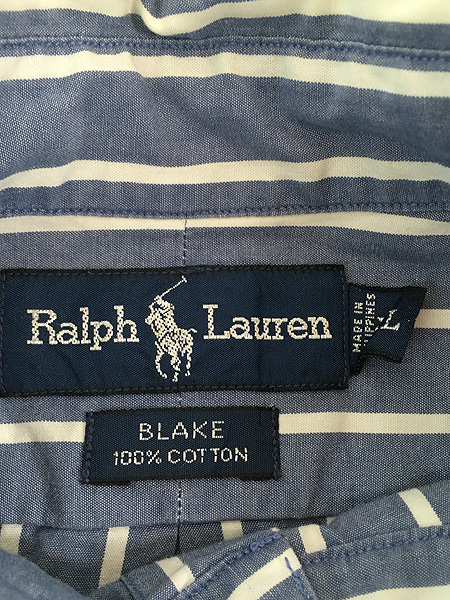 Ralph Lauren
MADE IN
PHILIPPINES
L
BLAKE
100% COTTON